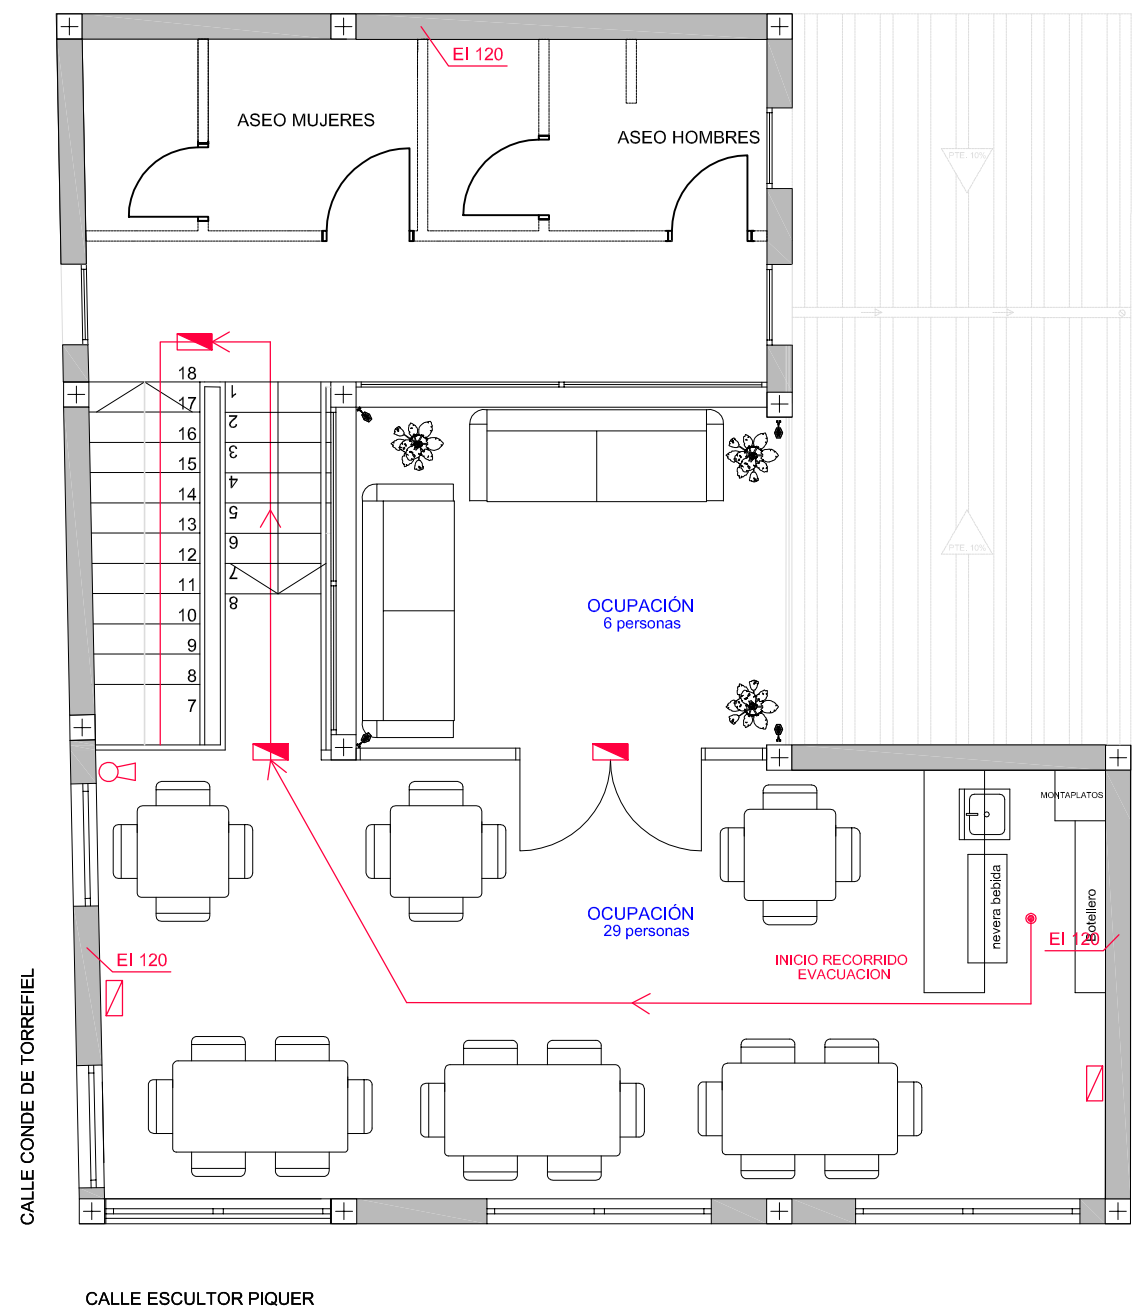 EI 120
ASEO MUJERES
ASEO HOMBRES
PTE. 10%
18
17
16
15
14
13
12
11
10
9
8
7
1
2
3
4
5
6
7
8
PTE. 10%
OCUPACIÓN
6 personas
MONTAPLATOS
nevera bebida
Botellero
OCUPACIÓN
29 personas
EI 120
EI 120
INICIO RECORRIDO
EVACUACION
CALLE CONDE DE TORREFIEL
CALLE ESCULTOR PIQUER